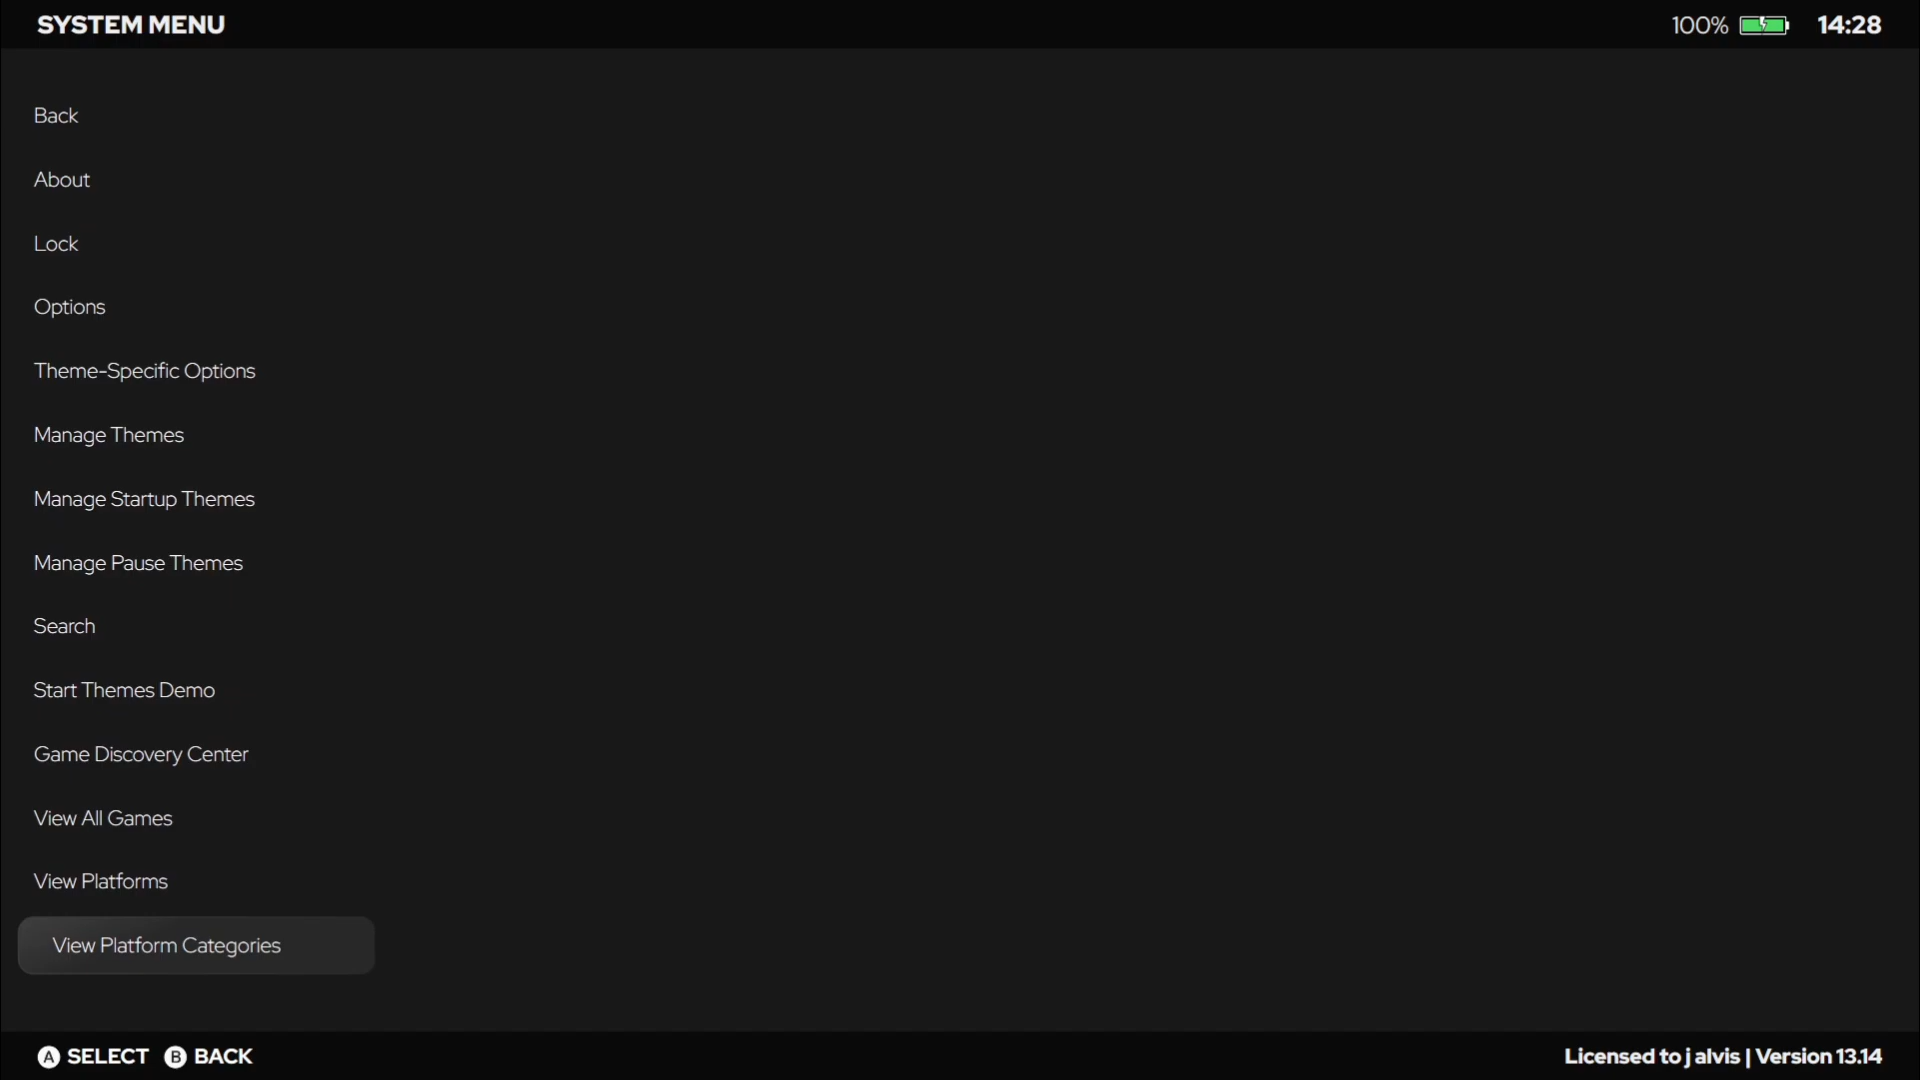 SYSTEM MENU
100% 14:28
Back
About
Lock
Options
Theme-Specific Options
Manage Themes
Manage Startup Themes
Manage Pause Themes
Search
Start Themes Demo
Game Discovery Center
View All Games
View Platforms
View Platform Categories
A SELECT B BACK
Licensed to j alvis | Version 13.14